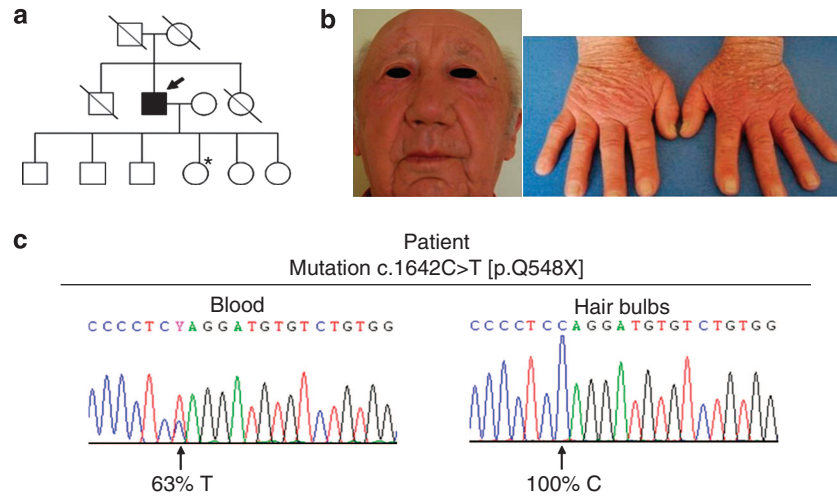 a
b
*
c
Patient
Mutation c.1642C>T [p.Q548X]
Blood
Hair bulbs
CCCCTCYAGGATGTGTCTGTGG
CCCCTCCAGGATGTGTCTGTGG
63% T
100% C